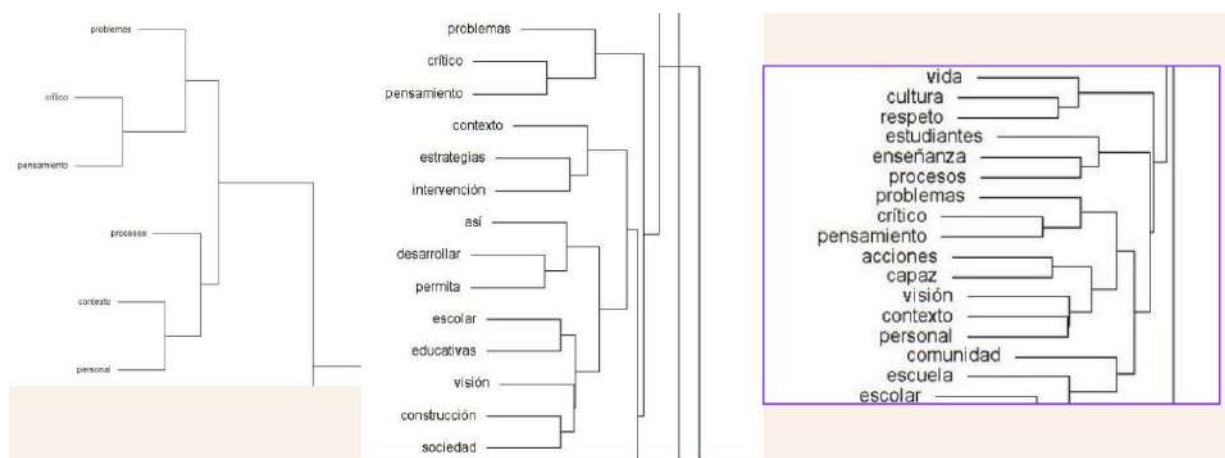 problemas
crítico
pensamiento
procesos
contexto
personal
problemas
crítico
pensamiento
contexto
estrategias
intervención
así
desarrollar
permita
escolar
educativas
visión
construcción
sociedad
vida
cultura
respeto
estudiantes
enseñanza
procesos
problemas
crítico
pensamiento
acciones
capaz
visión
contexto
personal
comunidad
escuela
escolar